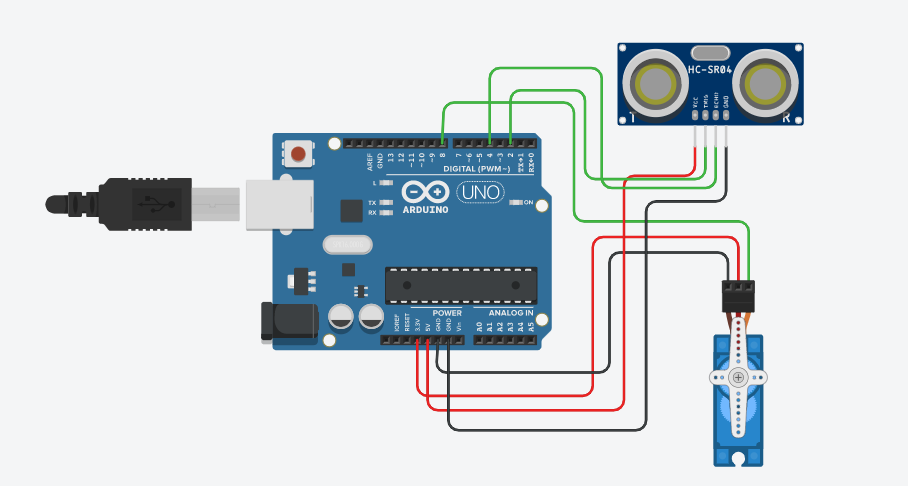 HC-SR04
VCC
TRIG
ECHO
GND
T
R
AREF
GND
13
12
~11
~10
~9
8
7
~6
~5
4
~3
2
TX→1
RX←0
DIGITAL (PWM~)
L
TX
RX
ARDUINO
UNO
ON
POWER
ANALOG IN
IOREF
RESET
3.3V
5V
GND
GND
Vin
A0
A1
A2
A3
A4
A5